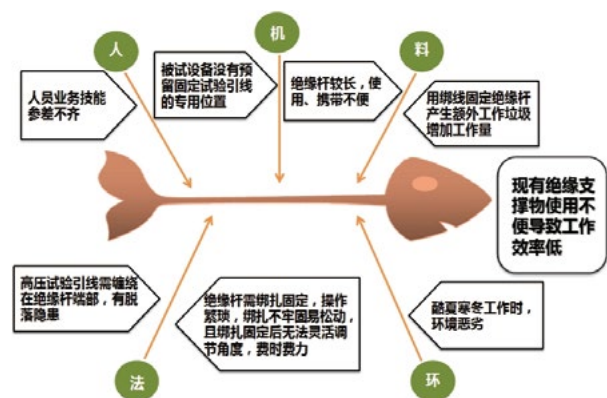 人
机
料
人员业务技能
参差不齐
被试设备没有预
留固定试验引线
的专用位置
绝缘杆较长，使
用、携带不便
用绑线固定绝缘杆
产生额外工作垃圾
增加工作量
现有绝缘支
撑物使用不
便导致工作
效率低
高压试验引线需缠绕
在绝缘杆端部，有脱
落隐患
绝缘杆需绑扎固定，操作
繁琐，绑扎不牢固易松动，
且绑扎固定后无法灵活调
节角度，费时费力
酷夏寒冬工作时，
环境恶劣
法
环